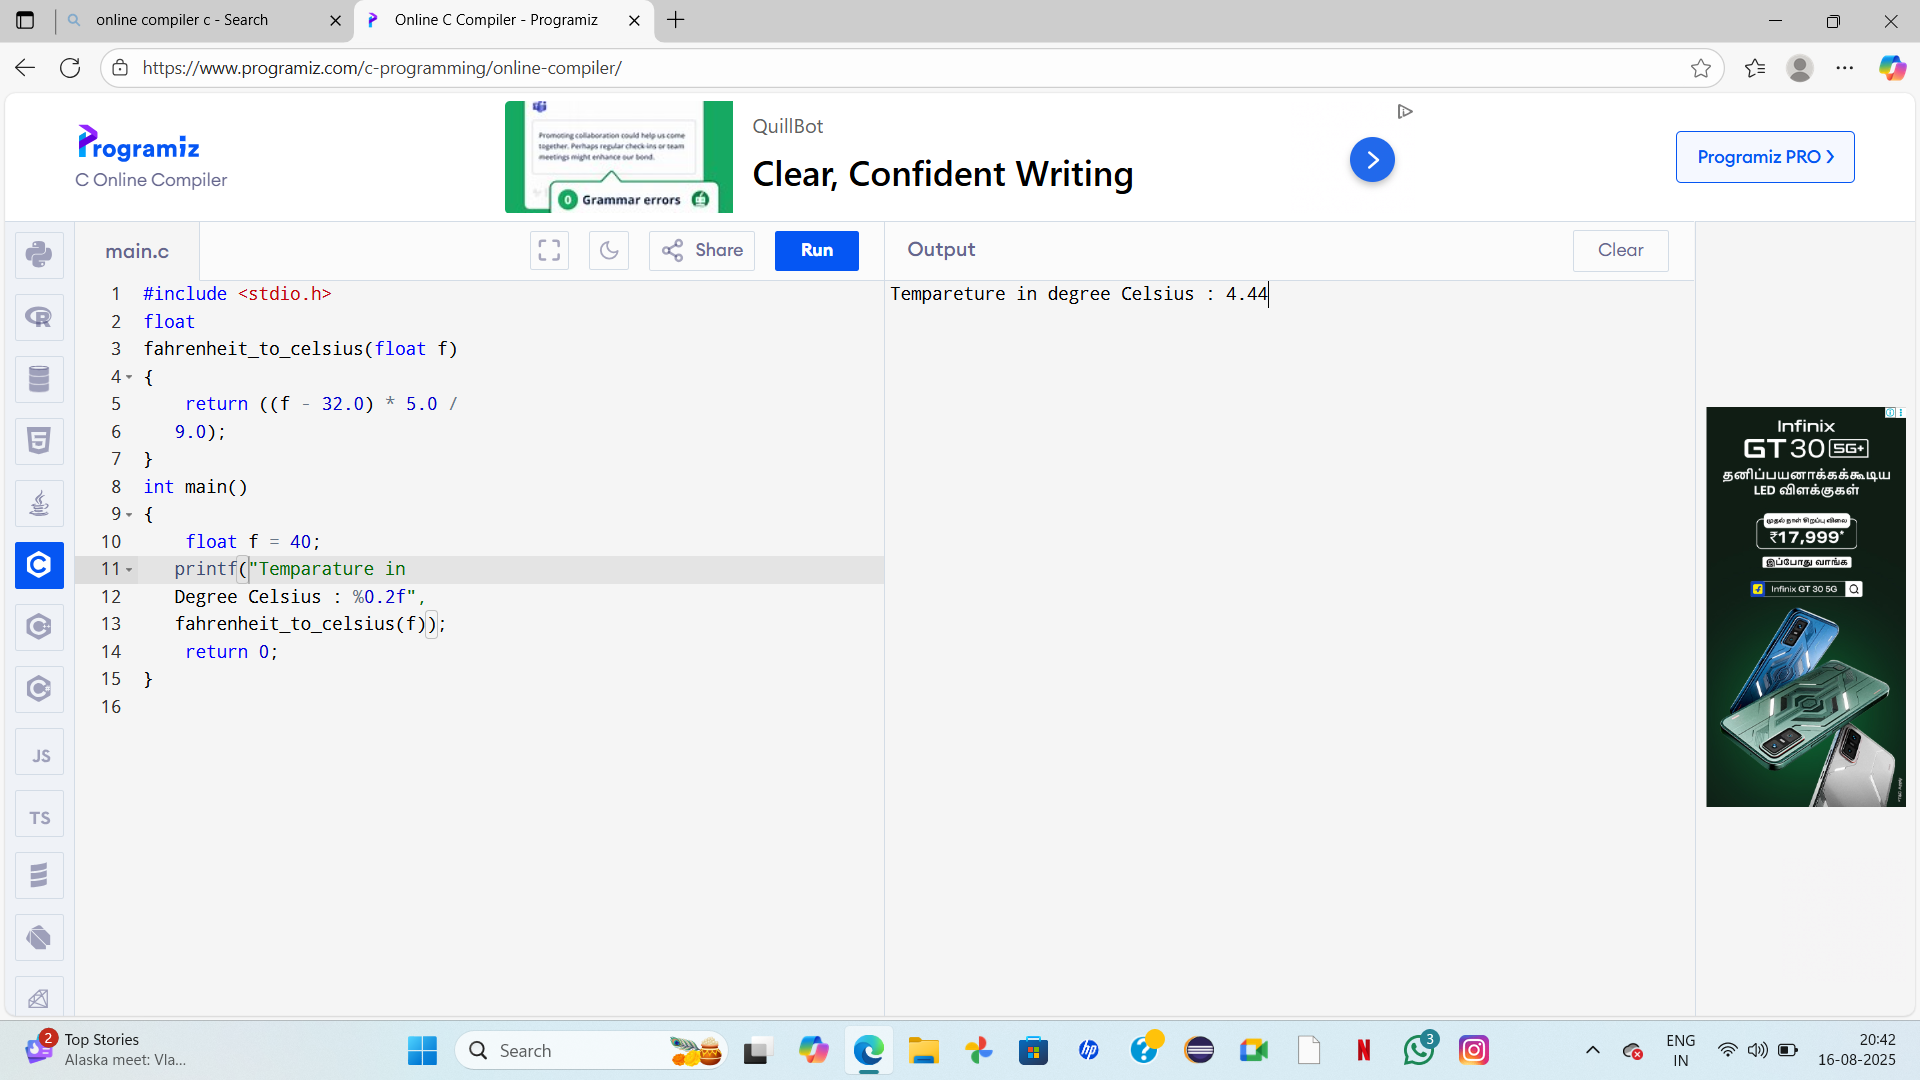 online compiler c - Search
Online C Compiler - Programiz
https://www.programiz.com/c-programming/online-compiler/
Programiz
C Online Compiler
Promoting collaboration could help us come
together. Perhaps regular check-ins or team
meetings might enhance our bond.
0 Grammar errors
QuillBot
Clear, Confident Writing
Programiz PRO
main.c
Share
Run
Output
Clear
1 #include <stdio.h>
2 float
3 fahrenheit_to_celsius(float f)
4 {
5 return ((f - 32.0) * 5.0 /
6 9.0);
7 }
8 int main()
9 {
10 float f = 40;
11 printf("Temparature in
12 Degree Celsius : %0.2f",
13 fahrenheit_to_celsius(f));
14 return 0;
15 }
16
Tempareture in degree Celsius : 4.44
JS
TS
Infinix
GT 30 5G+
தனிப்பயனாக்கக்கூடிய
LED விளக்குகள்
முதல் நாள் சிறப்பு விலை
₹17,999*
இப்போது வாங்க
Infinix GT 30 5G
2
Top Stories
Alaska meet: Vla...
Search
hp
3
ENG
IN
20:42
16-08-2025